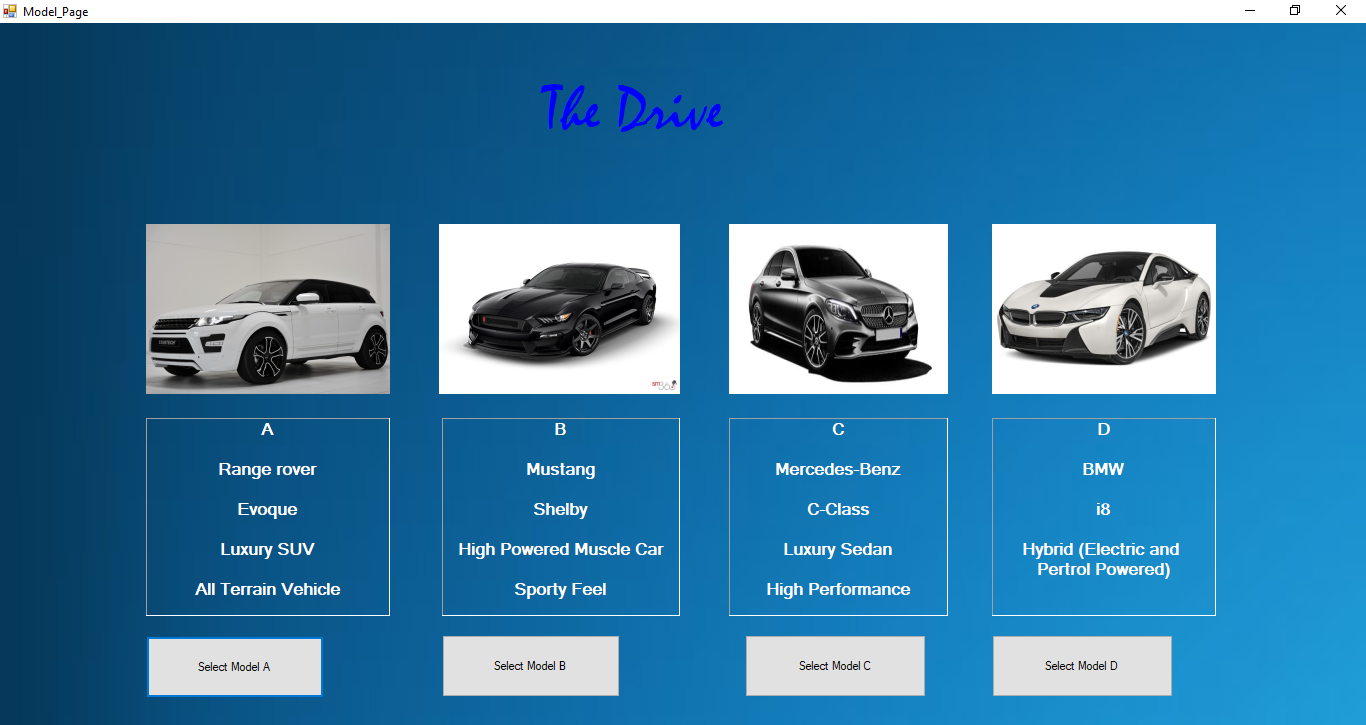 Model_Page
The Drive
A
Range rover
Evoque
Luxury SUV
All Terrain Vehicle
B
Mustang
Shelby
High Powered Muscle Car
Sporty Feel
C
Mercedes-Benz
C-Class
Luxury Sedan
High Performance
D
BMW
i8
Hybrid (Electric and
Pertrol Powered)
Select Model A
Select Model B
Select Model C
Select Model D